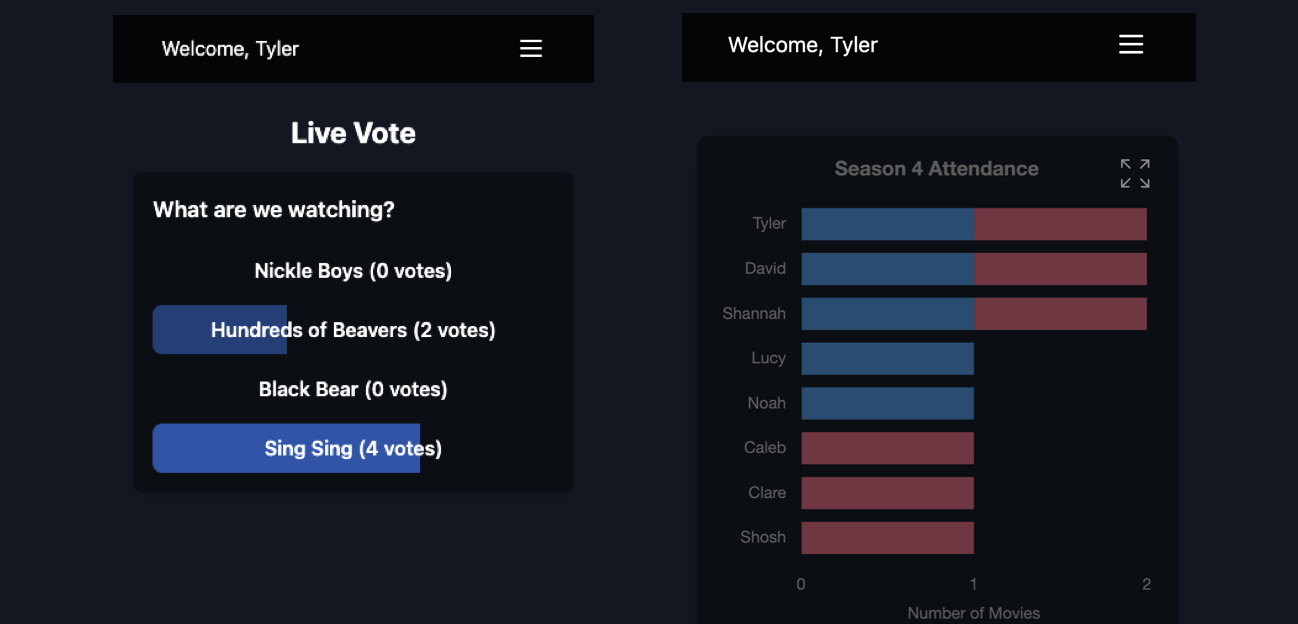 Welcome, Tyler
Live Vote
What are we watching?
Nickle Boys (0 votes)
Hundreds of Beavers (2 votes)
Black Bear (0 votes)
Sing Sing (4 votes)
Welcome, Tyler
Season 4 Attendance
Tyler
David
Shannah
Lucy
Noah
Caleb
Clare
Shosh
0 1 2
Number of Movies